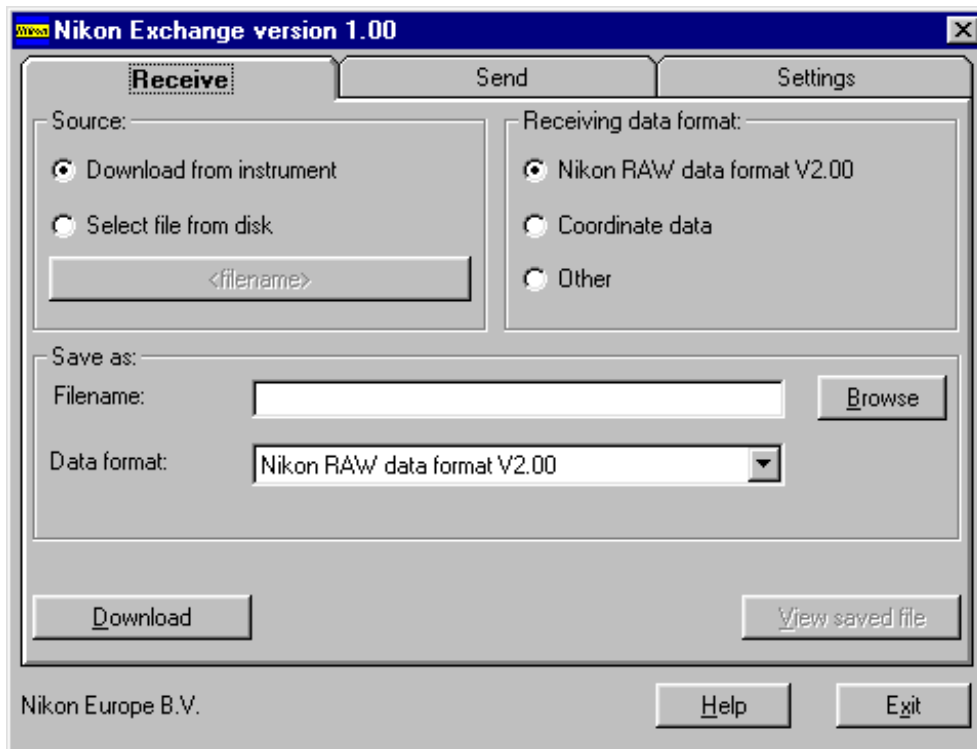 Nikon Nikon Exchange version 1.00
Receive Send Settings
Source:
Download from instrument
Select file from disk
<filename>
Receiving data format:
Nikon RAW data format V2.00
Coordinate data
Other
Save as:
Filename:
Browse
Data format:
Nikon RAW data format V2.00
Download
View saved file
Nikon Europe B.V.
Help
Exit